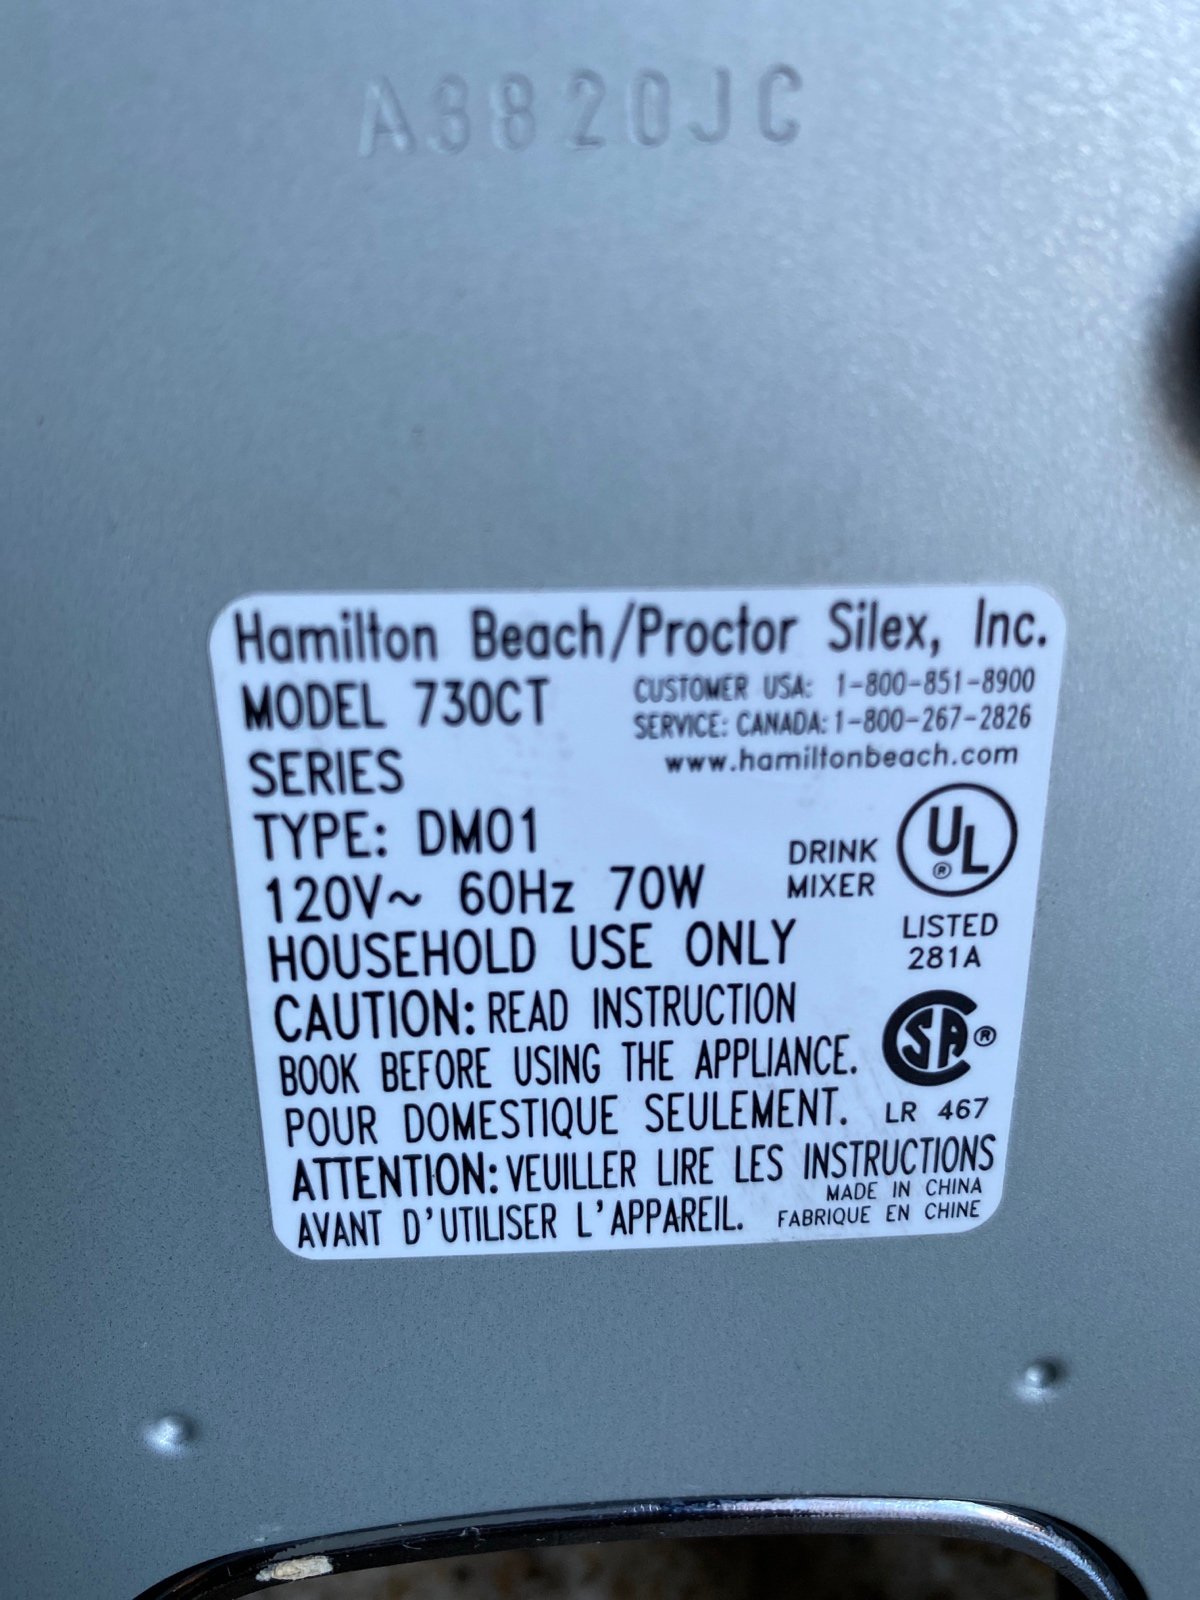 A3820JC
Hamilton Beach/Proctor Silex, Inc.
MODEL 730CT
CUSTOMER USA: 1-800-851-8900
SERVICE: CANADA: 1-800-267-2826
www.hamiltonbeach.com
SERIES
TYPE: DM01
120V~ 60Hz 70W
DRINK
MIXER
UL ®
LISTED
281A
HOUSEHOLD USE ONLY
CAUTION: READ INSTRUCTION
BOOK BEFORE USING THE APPLIANCE.
CSA ®
LR 467
POUR DOMESTIQUE SEULEMENT.
ATTENTION: VEUILLER LIRE LES INSTRUCTIONS
AVANT D'UTILISER L'APPAREIL.
MADE IN CHINA
FABRIQUE EN CHINE